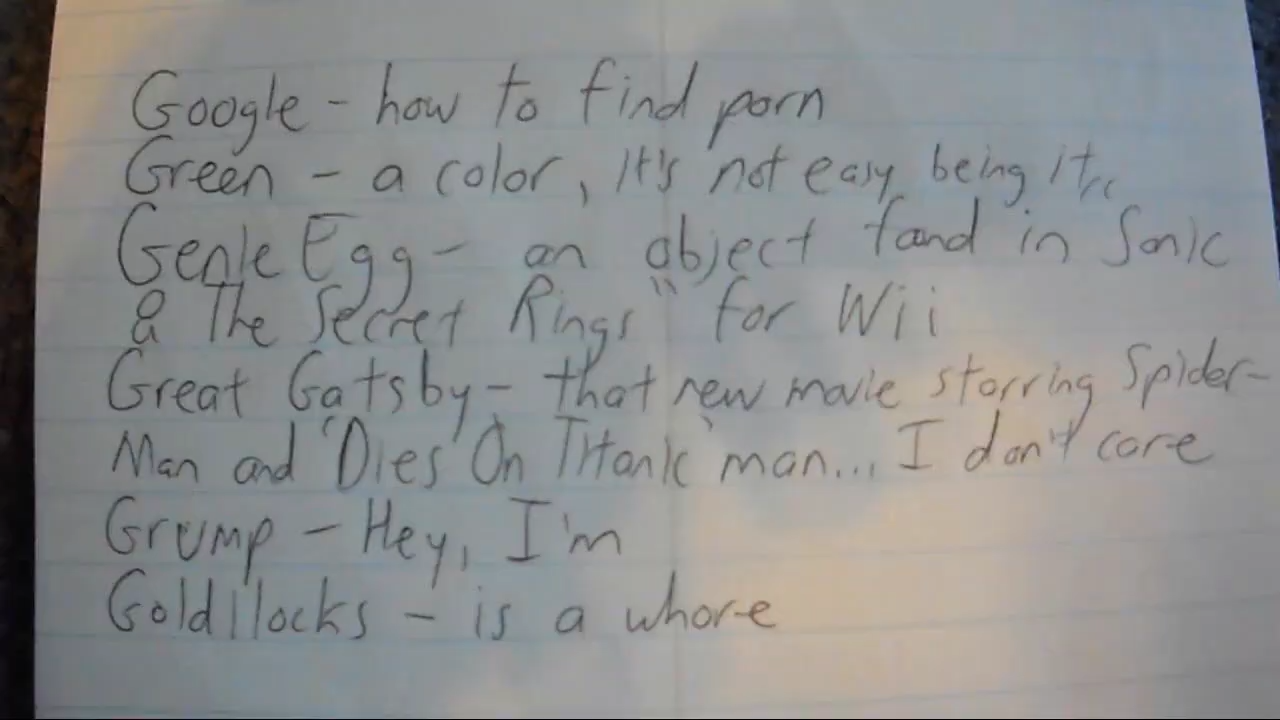 Google - how to find porn
Green - a color, it's not easy being it,,
Genie Egg - an object fond in Sonic
& The Secret Rings" for Wii
Great Gatsby - that new movie starring Spider-
Man and "Dies On Titanic" man... I don't care
Grump - Hey, I'm
Goldilocks - is a whore